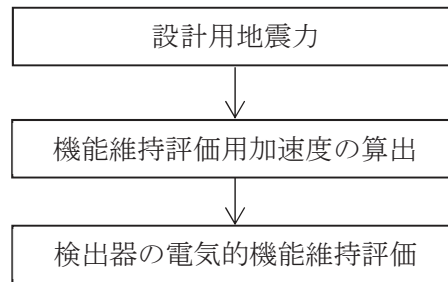 設計用地震力
機能維持評価用加速度の算出
検出器の電気的機能維持評価